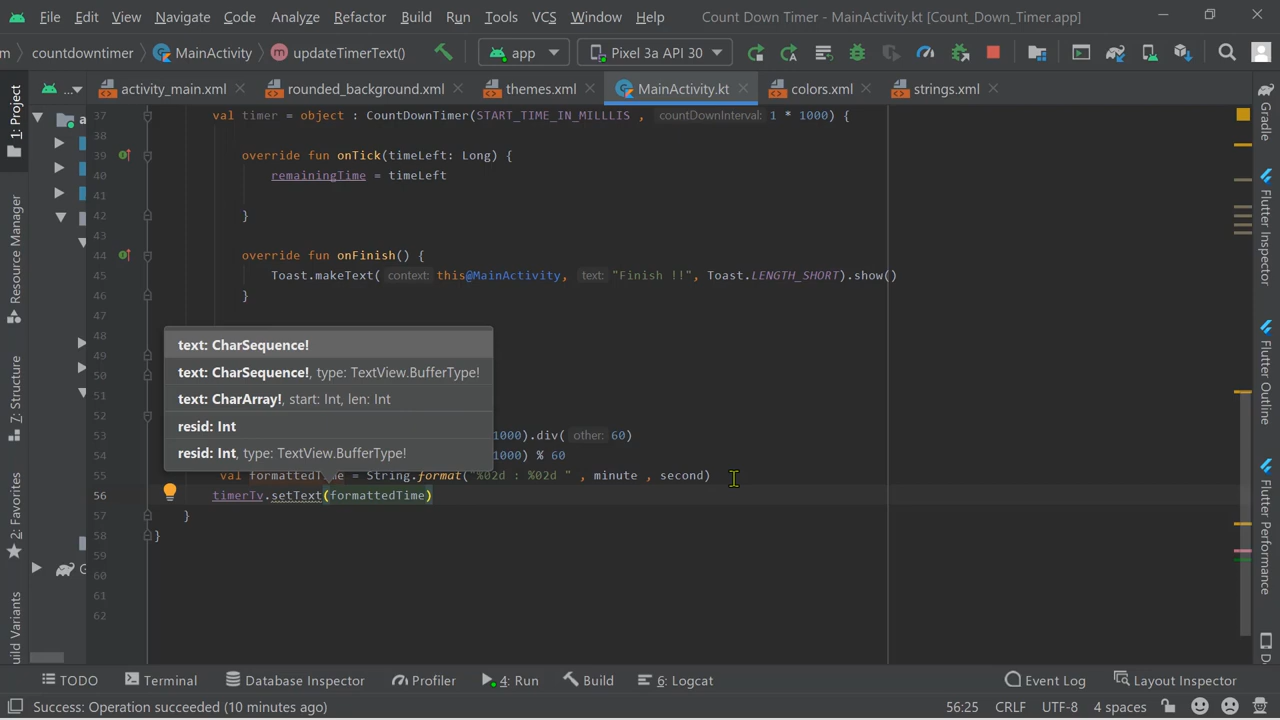 File Edit View Navigate Code Analyze Refactor Build Run Tools VCS Window Help Count Down Timer - MainActivity.kt [Count_Down_Timer.app]
m countdowntimer MainActivity updateTimerText() app Pixel 3a API 30
activity_main.xml rounded_background.xml themes.xml MainActivity.kt colors.xml strings.xml
1: Project
Resource Manager
7: Structure
2: Favorites
Build Variants
37 val timer = object : CountDownTimer(START_TIME_IN_MILLLIS , countDownInterval: 1 * 1000) {
38
39 override fun onTick(timeLeft: Long) {
40 remainingTime = timeLeft
41
42 }
43
44 override fun onFinish() {
45 Toast.makeText( context: this@MainActivity, text: "Finish !!", Toast.LENGTH_SHORT).show()
46 }
47
text: CharSequence!
text: CharSequence!, type: TextView.BufferType!
text: CharArray!, start: Int, len: Int
resid: Int
resid: Int, type: TextView.BufferType!
48
49
50
51
52
53 1000).div( other: 60)
54 1000) % 60
55 val formattedTime = String.format("%02d : %02d " , minute , second)
56 timerTv.setText(formattedTime)
57 }
58 }
59
60
61
62
Gradle
Flutter Inspector
Flutter Outline
Flutter Performance
TODO Terminal Database Inspector Profiler 4: Run Build 6: Logcat Event Log Layout Inspector
Success: Operation succeeded (10 minutes ago) 56:25 CRLF UTF-8 4 spaces